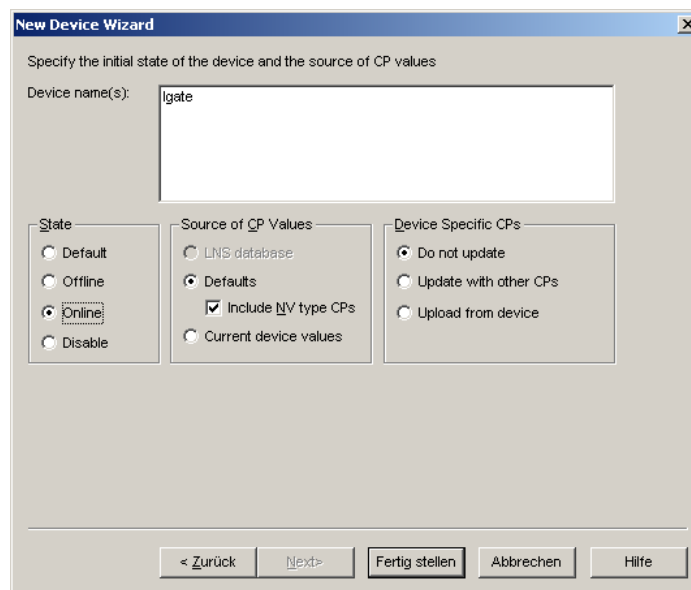 New Device Wizard
Specify the initial state of the device and the source of CP values
Device name(s):
Igate
State
Default
Offline
Online
Disable
Source of CP Values
LNS database
Defaults
Include NV type CPs
Current device values
Device Specific CPs
Do not update
Update with other CPs
Upload from device
< Zurück
Next>
Fertig stellen
Abbrechen
Hilfe